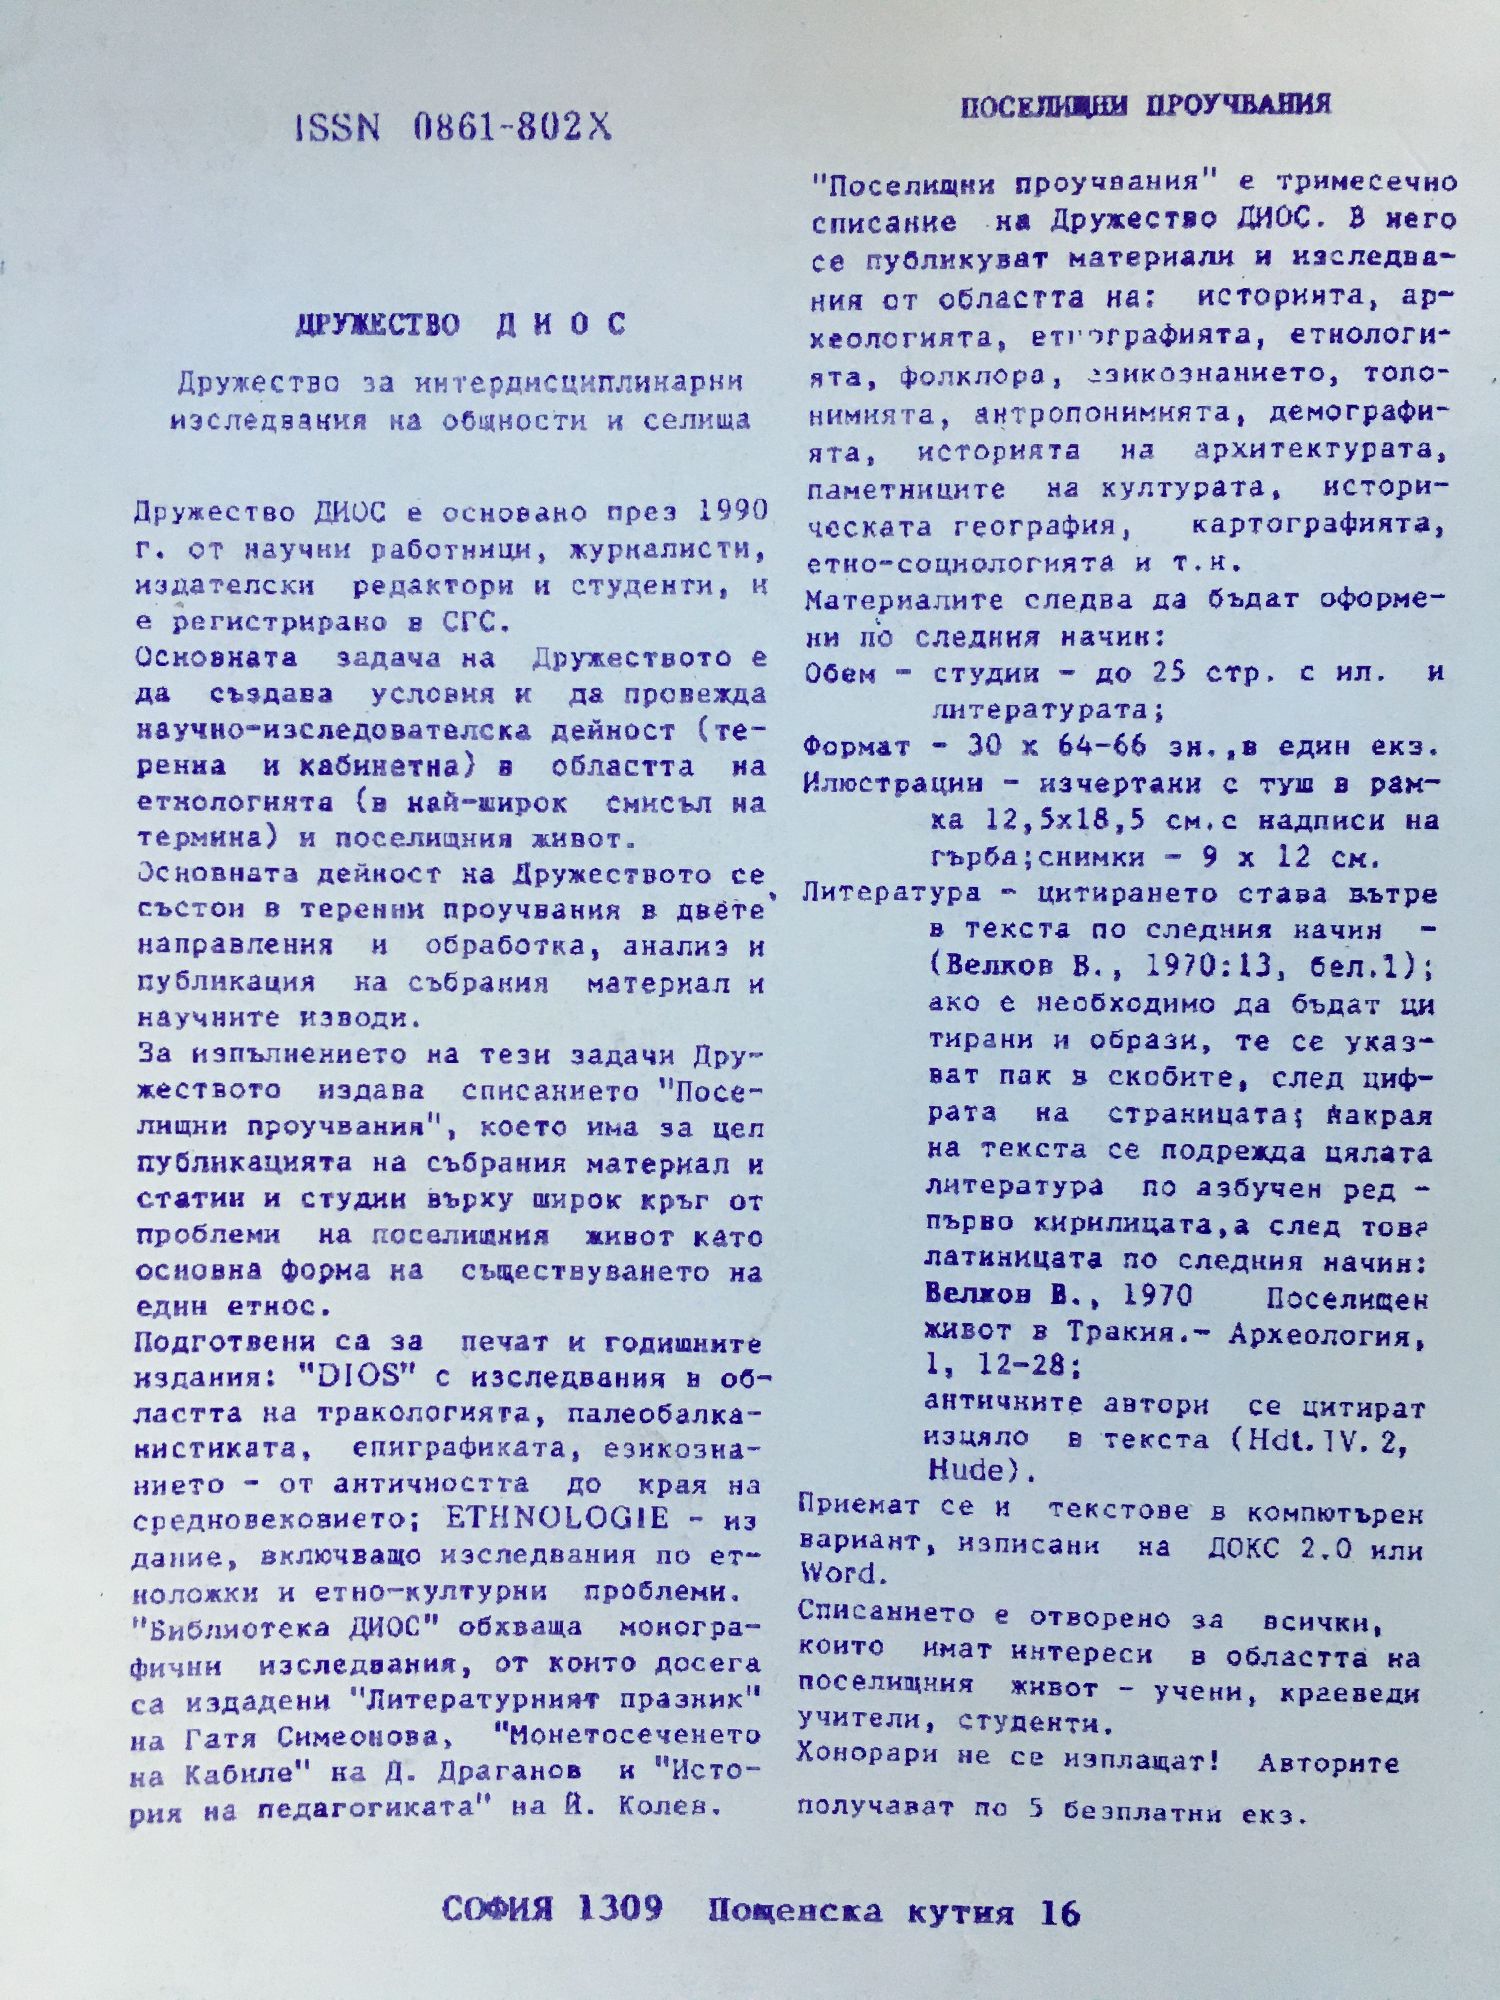 ISSN 0861-802X
ДРУЖЕСТВО Д И О С
Дружество за интердисциплинарни
изследвания на общности и селища
Дружество ДИОС е основано през 1990
г. от научни работници, журналисти,
издателски редактори и студенти, и
е регистрирано в СГС.
Основната задача на Дружеството е
да създава условия и да провежда
научно-изследователска дейност (те-
ренна и кабинетна) в областта на
етнологията (в най-широк смисъл на
термина) и поселищния живот.
Основната дейност на Дружеството се
състои в теренни проучвания в двете
направления и обработка, анализ и
публикация на събрания материал и
научните изводи.
За изпълнението на тези задачи Дру-
жеството издава списанието "Посе-
лищни проучвания", което има за цел
публикацията на събрания материал и
статии и студии върху широк кръг от
проблеми на поселищния живот като
основна форма на съществуването на
един етнос.
Подготвени са за печат и годишните
издания: "DIOS" с изследвания в об-
ластта на тракологията, палеобалка-
нистиката, епиграфиката, езикозна-
нието - от античността до края на
средновековието; ETHNOLOGIE - из
дание, включващо изследвания по ет-
ноложки и етно-културни проблеми.
"Библиотека ДИОС" обхваща моногра-
фични изследвания, от които досега
са издадени "Литературният празник"
на Гатя Симеонова, "Монетосеченето
на Кабиле" на Д. Драганов и "Исто-
рия на педагогиката" на Й. Колев.
ПОСЕЛИЩНИ ПРОУЧВАНИЯ
"Поселищни проучвания" е тримесечно
списание на Дружество ДИОС. В него
се публикуват материали и изследва-
ния от областта на: историята, ар-
хеологията, етнографията, етнологи-
ята, фолклора, езикознанието, топо-
нимията, антропонимията, демографи-
ята, историята на архитектурата,
паметниците на културата, истори-
ческата география, картографията,
етно-социологията и т.н.
Материалите следва да бъдат оформе-
ни по следния начин:
Обем - студии - до 25 стр. с ил. и
литературата;
Формат - 30 х 64-66 зн.,в един екз.
Илюстрации - изчертани с туш в рам-
ка 12,5х18,5 см.с надписи на
гърба;снимки - 9 х 12 см.
Литература - цитирането става вътре
в текста по следния начин -
(Велков В., 1970:13, бел.1);
ако е необходимо да бъдат ци
тирани и образи, те се указ-
ват пак в скобите, след циф-
рата на страницата; Накрая
на текста се подрежда цялата
литература по азбучен ред -
първо кирилицата,а след това
латиницата по следния начин:
Велков В., 1970 Поселищен
живот в Тракия.- Археология,
1, 12-28;
античните автори се цитират
изцяло в текста (Hdt.IV.2,
Hude).
Приемат се и текстове в компютърен
вариант, изписани на ДОКС 2.0 или
Word.
Списанието е отворено за всички,
които имат интереси в областта на
поселищния живот - учени, краеведи
учители, студенти.
Хонорари не се изплащат! Авторите
получават по 5 безплатни екз.
СОФИЯ 1309 Пощенска кутия 16